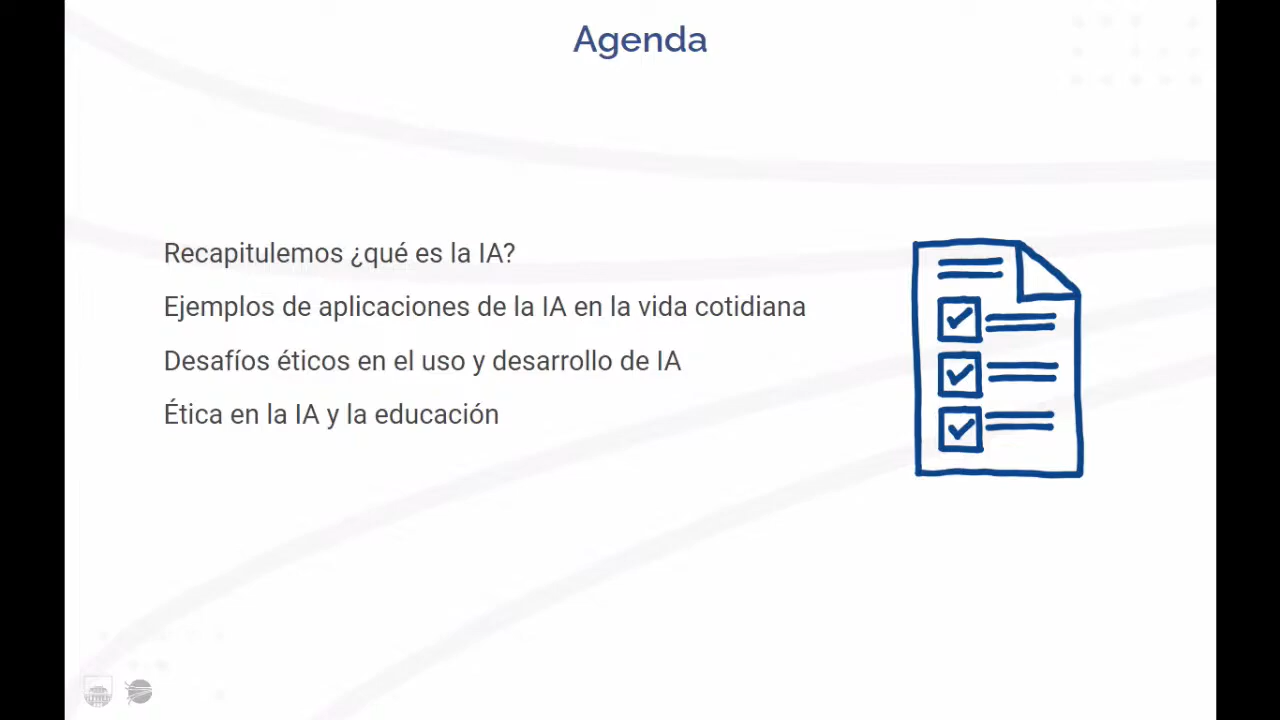 Agenda
Recapitulemos ¿qué es la IA?
Ejemplos de aplicaciones de la IA en la vida cotidiana
Desafíos éticos en el uso y desarrollo de IA
Ética en la IA y la educación